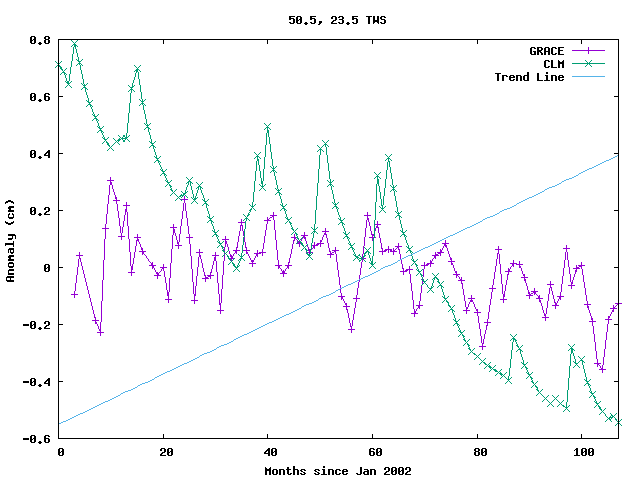 50.5, 23.5 TWS
GRACE
CLM
Trend Line
Anomaly (cm)
0.8
0.6
0.4
0.2
0
-0.2
-0.4
-0.6
0 20 40 60 80 100
Months since Jan 2002